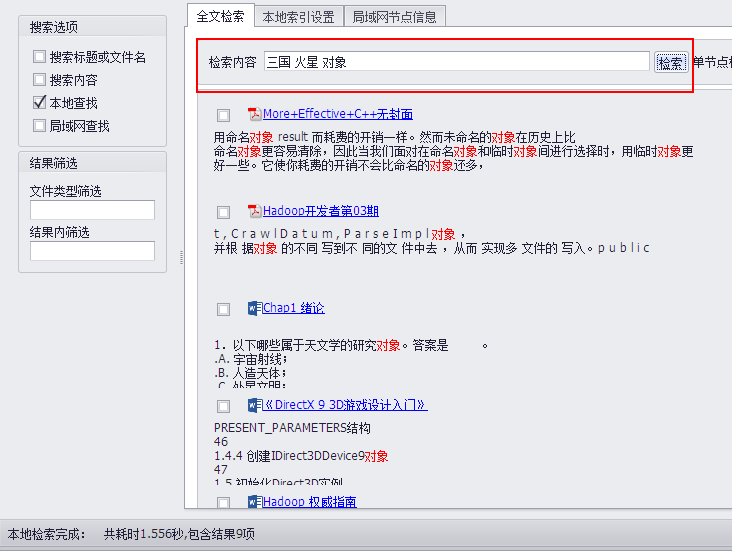 搜索选项
搜索标题或文件名
搜索内容
本地查找
局域网查找
结果筛选
文件类型筛选
结果内筛选
全文检索 本地索引设置 局域网节点信息
检索内容 三国 火星 对象 检索 单节点
More+Effective+C++无封面
用命名对象 result 而耗费的开销一样。然而未命名的对象在历史上比
命名对象更容易清除，因此当我们面对在命名对象和临时对象间进行选择时，用临时对象更
好一些。它使你耗费的开销不会比命名的对象还多，
Hadoop开发者第03期
t , C r a w l D a t u m , P a r s e I m p l 对象 ，
并根 据对象 的不同 写到不 同的文 件中去 ，从而 实现多 文件的 写入。p u b l i c
Chap1 绪论
1. 以下哪些属于天文学的研究对象。答案是 。
.A. 宇宙射线；
.B. 人造天体；
.C. 外星文明；
《DirectX 9 3D游戏设计入门》
PRESENT_PARAMETERS结构
46
1.4.4 创建IDirect3DDevice9对象
47
1.5 初始化Direct3D实例
Hadoop 权威指南
本地检索完成： 共耗时1.556秒,包含结果9项